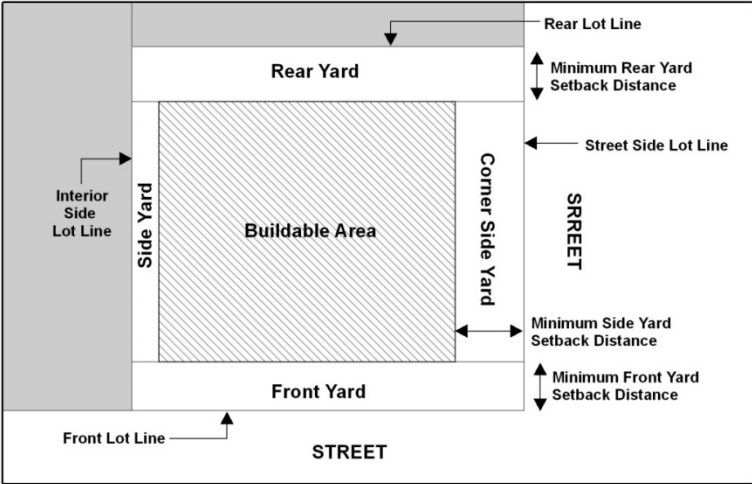 Rear Lot Line
Rear Yard
Minimum Rear Yard
Setback Distance
Street Side Lot Line
Interior
Side
Lot Line
Side Yard
Buildable Area
Corner Side Yard
SRREET
Minimum Side Yard
Setback Distance
Front Yard
Minimum Front Yard
Setback Distance
Front Lot Line
STREET